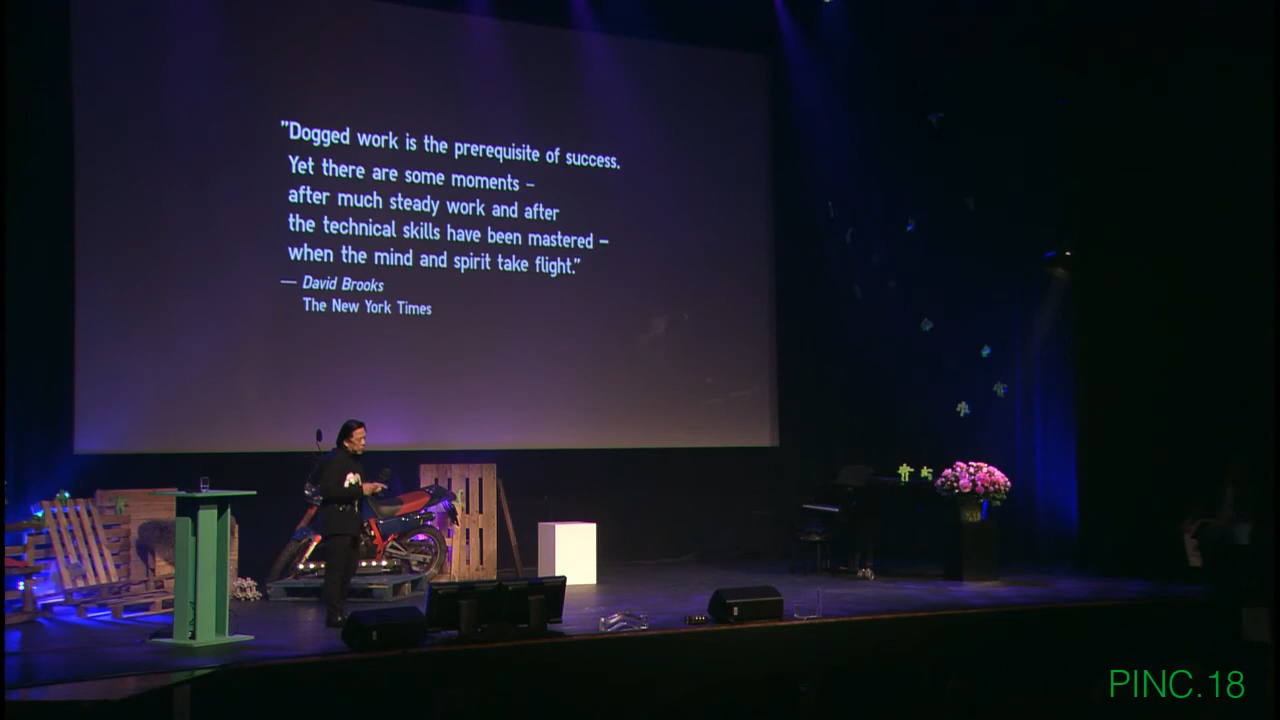 "Dogged work is the prerequisite of success.
Yet there are some moments –
after much steady work and after
the technical skills have been mastered –
when the mind and spirit take flight."
— David Brooks
The New York Times
PINC.18